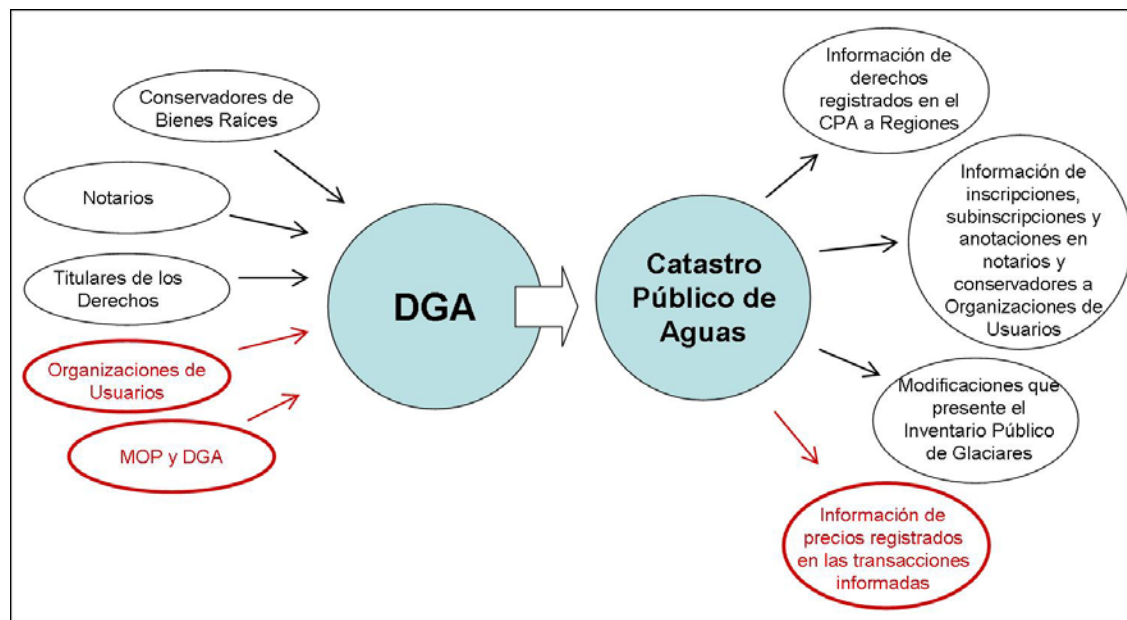 Conservadores de
Bienes Raíces
Notarios
Titulares de los
Derechos
Organizaciones de
Usuarios
MOP y DGA
DGA
Catastro
Público de
Aguas
Información de
derechos
registrados en el
CPA a Regiones
Información de
inscripciones,
subinscripciones y
anotaciones en
notarios y
conservadores a
Organizaciones de
Usuarios
Modificaciones que
presente el
Inventario Público
de Glaciares
Información de
precios registrados
en las transacciones
informadas